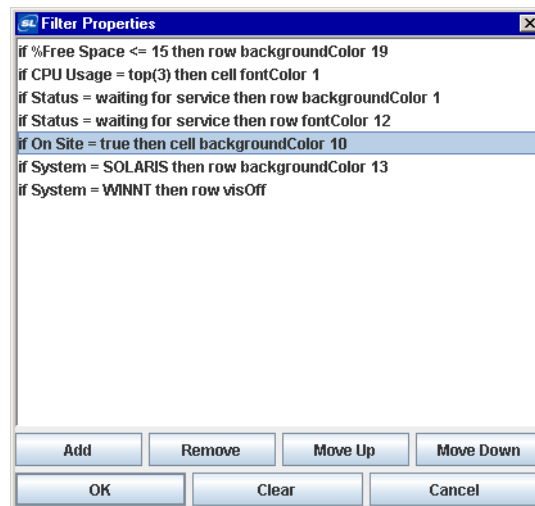 SL Filter Properties
if %Free Space <= 15 then row backgroundColor 19
if CPU Usage = top(3) then cell fontColor 1
if Status = waiting for service then row backgroundColor 1
if Status = waiting for service then row fontColor 12
if On Site = true then cell backgroundColor 10
if System = SOLARIS then row backgroundColor 13
if System = WINNT then row visOff
Add Remove Move Up Move Down
OK Clear Cancel